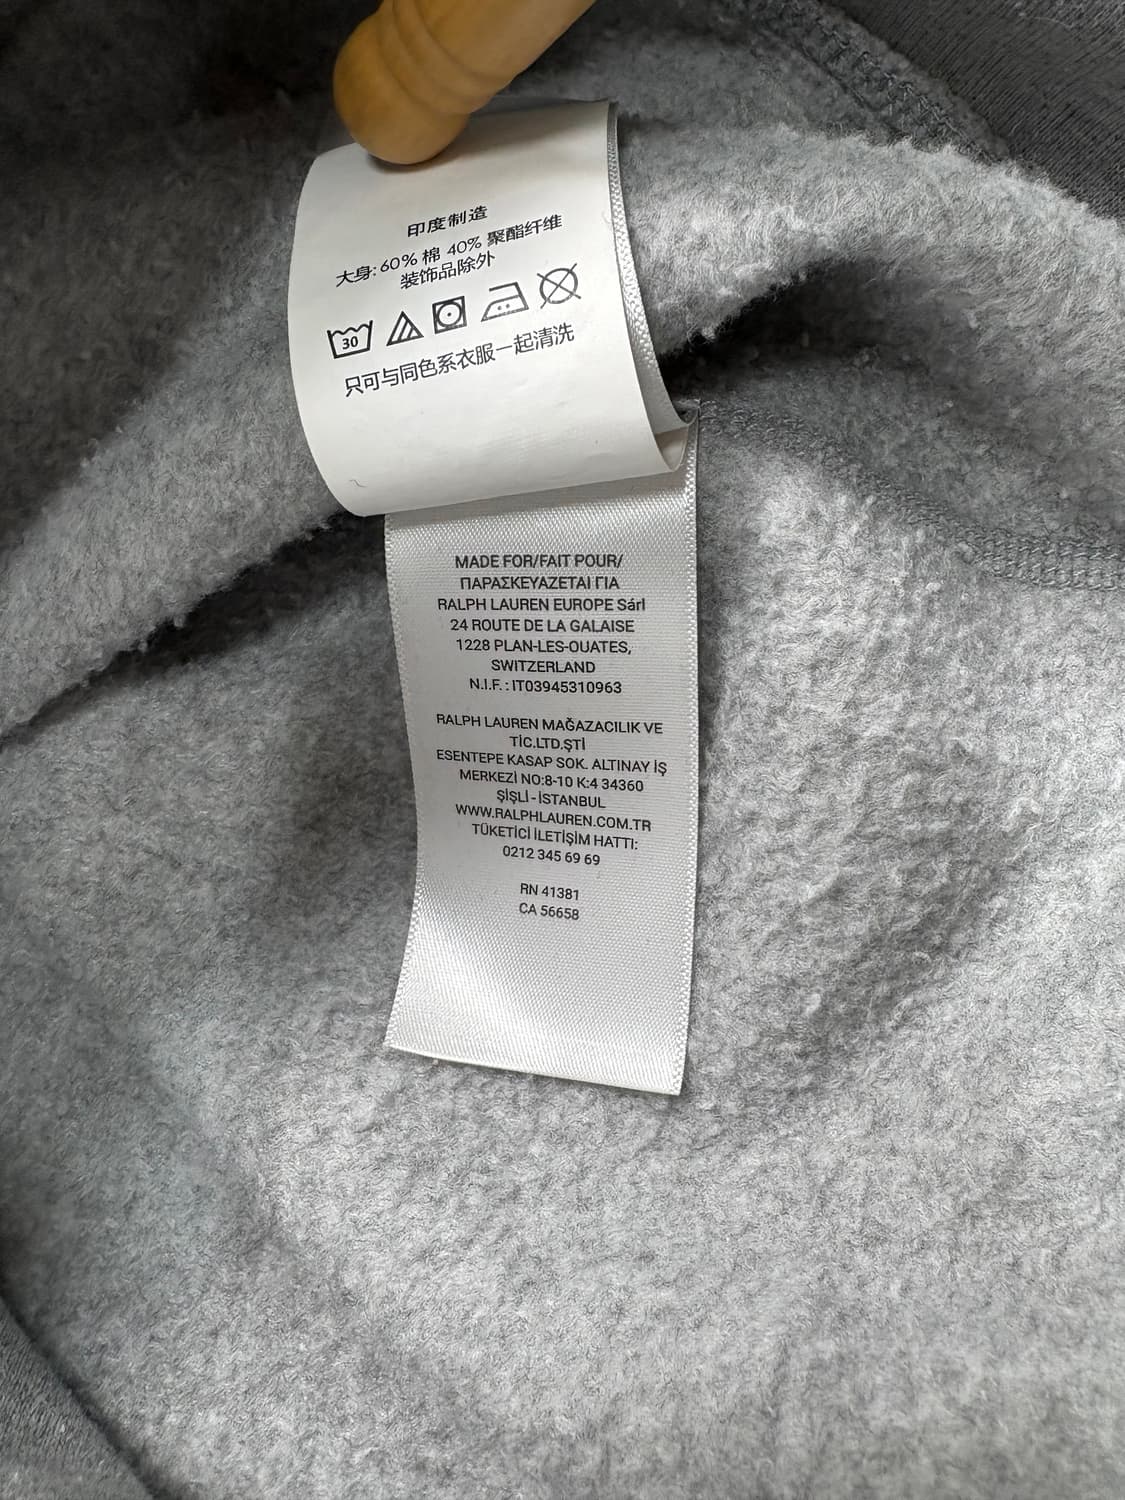 印度制造
大身: 60% 棉 40% 聚酯纤维
装饰品除外
30
只可与同色系衣服一起清洗
MADE FOR/FAIT POUR/
ΠΑΡΑΣΚΕΥΑΖΕΤΑΙ ΓΙΑ
RALPH LAUREN EUROPE Sárl
24 ROUTE DE LA GALAISE
1228 PLAN-LES-OUATES,
SWITZERLAND
N.I.F. : IT03945310963
RALPH LAUREN MAĞAZACILIK VE
TİC.LTD.ŞTİ
ESENTEPE KASAP SOK. ALTINAY İŞ
MERKEZİ NO:8-10 K:4 34360
ŞİŞLİ - İSTANBUL
WWW.RALPHLAUREN.COM.TR
TÜKETİCİ İLETİŞİM HATTI:
0212 345 69 69
RN 41381
CA 56658